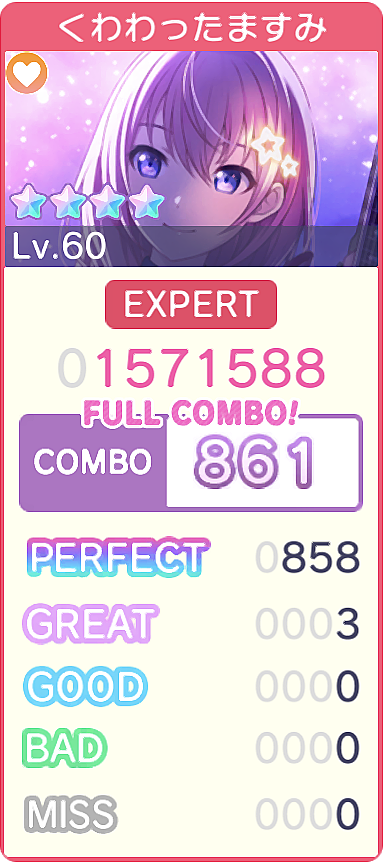 くわわったますみ
Lv.60
EXPERT
01571588
FULL COMBO!
COMBO 861
PERFECT 0858
GREAT 0003
GOOD 0000
BAD 0000
MISS 0000